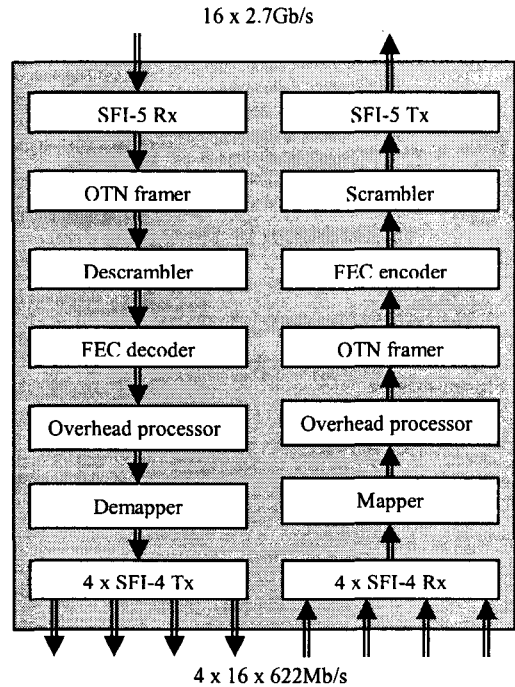 16 x 2.7Gb/s
SFI-5 Rx
OTN framer
Descrambler
FEC decoder
Overhead processor
Demapper
4 x SFI-4 Tx
SFI-5 Tx
Scrambler
FEC encoder
OTN framer
Overhead processor
Mapper
4 x SFI-4 Rx
4 x 16 x 622Mb/s